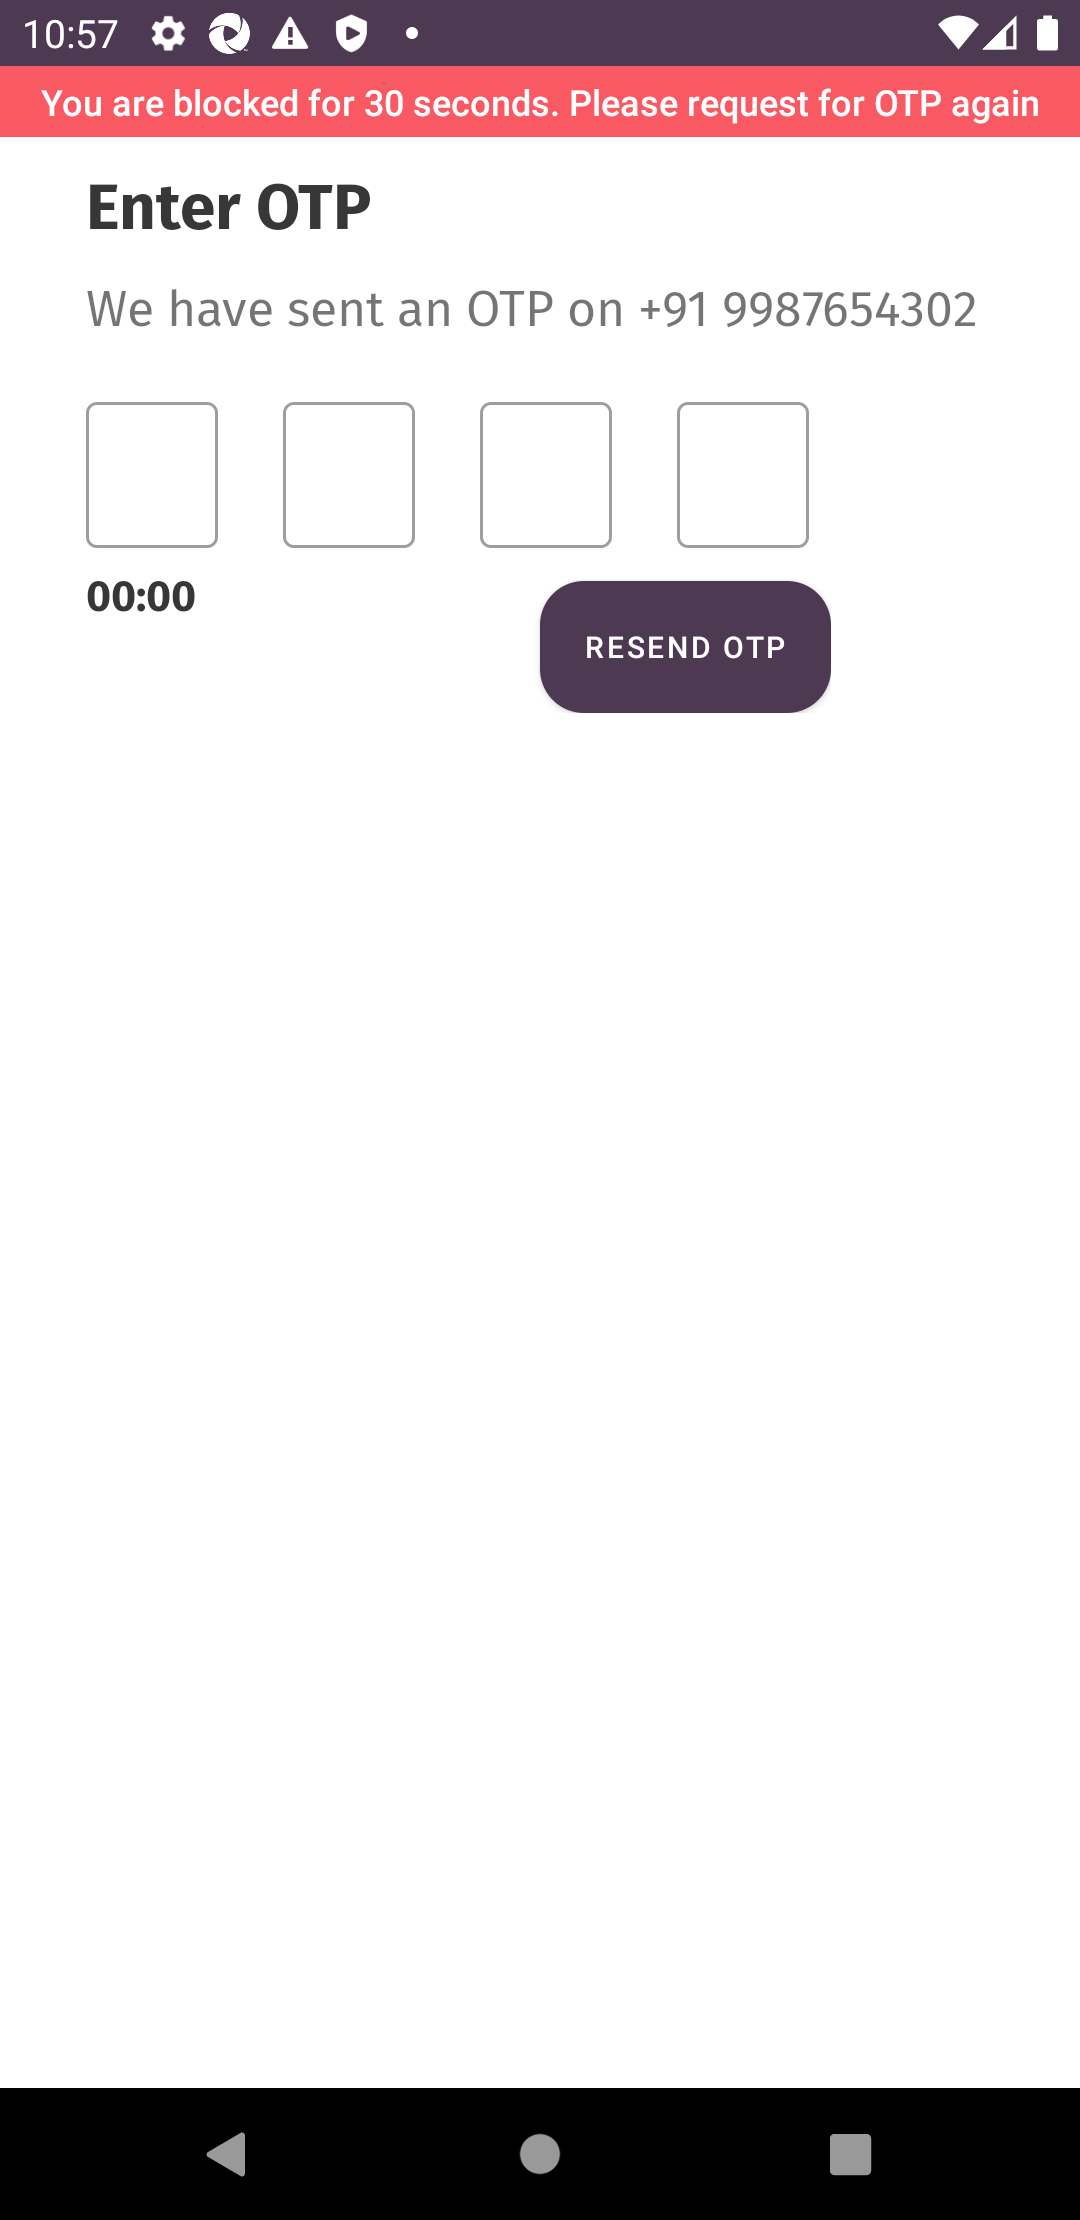 10:57
You are blocked for 30 seconds. Please request for OTP again
Enter OTP
We have sent an OTP on +91 9987654302
00:00
RESEND OTP